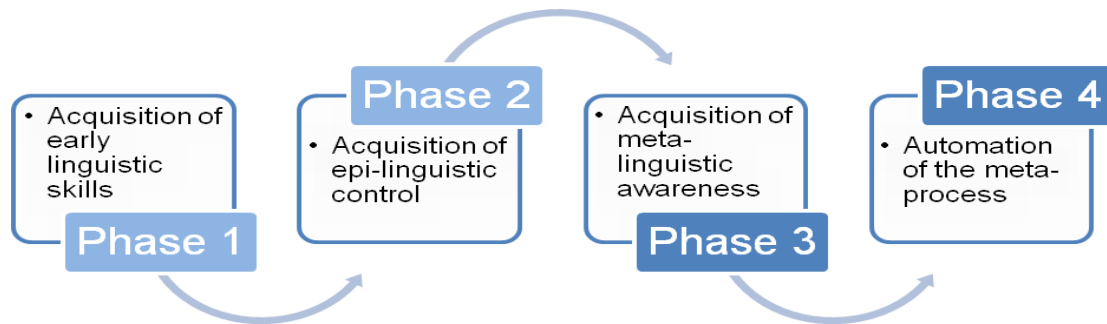 • Acquisition of
early
linguistic
skills
Phase 1
Phase 2
• Acquisition of
epi-linguistic
control
• Acquisition of
meta-
linguistic
awareness
Phase 3
Phase 4
• Automation
of the meta-
process